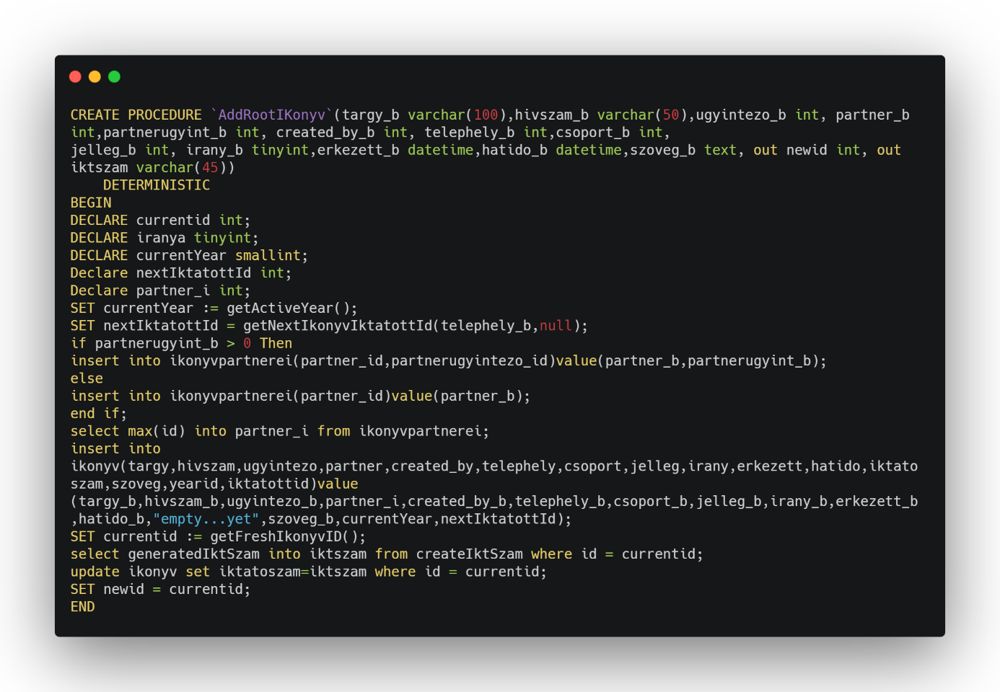 CREATE PROCEDURE `AddRootIKonyv`(targy_b varchar(100),hivszam_b varchar(50),ugyintezo_b int, partner_b
int,partnerugyint_b int, created_by_b int, telephely_b int,csoport_b int,
jelleg_b int, irany_b tinyint,erkezett_b datetime,hatido_b datetime,szoveg_b text, out newid int, out
iktszam varchar(45))
    DETERMINISTIC
BEGIN
DECLARE currentid int;
DECLARE iranya tinyint;
DECLARE currentYear smallint;
Declare nextIktatottId int;
Declare partner_i int;
SET currentYear := getActiveYear();
SET nextIktatottId = getNextIkonyvIktatottId(telephely_b,null);
if partnerugyint_b > 0 Then
insert into ikonyvpartnerei(partner_id,partnerugyintezo_id)value(partner_b,partnerugyint_b);
else
insert into ikonyvpartnerei(partner_id)value(partner_b);
end if;
select max(id) into partner_i from ikonyvpartnerei;
insert into
ikonyv(targy,hivszam,ugyintezo,partner,created_by,telephely,csoport,jelleg,irany,erkezett,hatido,iktato
szam,szoveg,yearid,iktatottid)value
(targy_b,hivszam_b,ugyintezo_b,partner_i,created_by_b,telephely_b,csoport_b,jelleg_b,irany_b,erkezett_b
,hatido_b,"empty...yet",szoveg_b,currentYear,nextIktatottId);
SET currentid := getFreshIkonyvID();
select generatedIktSzam into iktszam from createIktSzam where id = currentid;
update ikonyv set iktatoszam=iktszam where id = currentid;
SET newid = currentid;
END